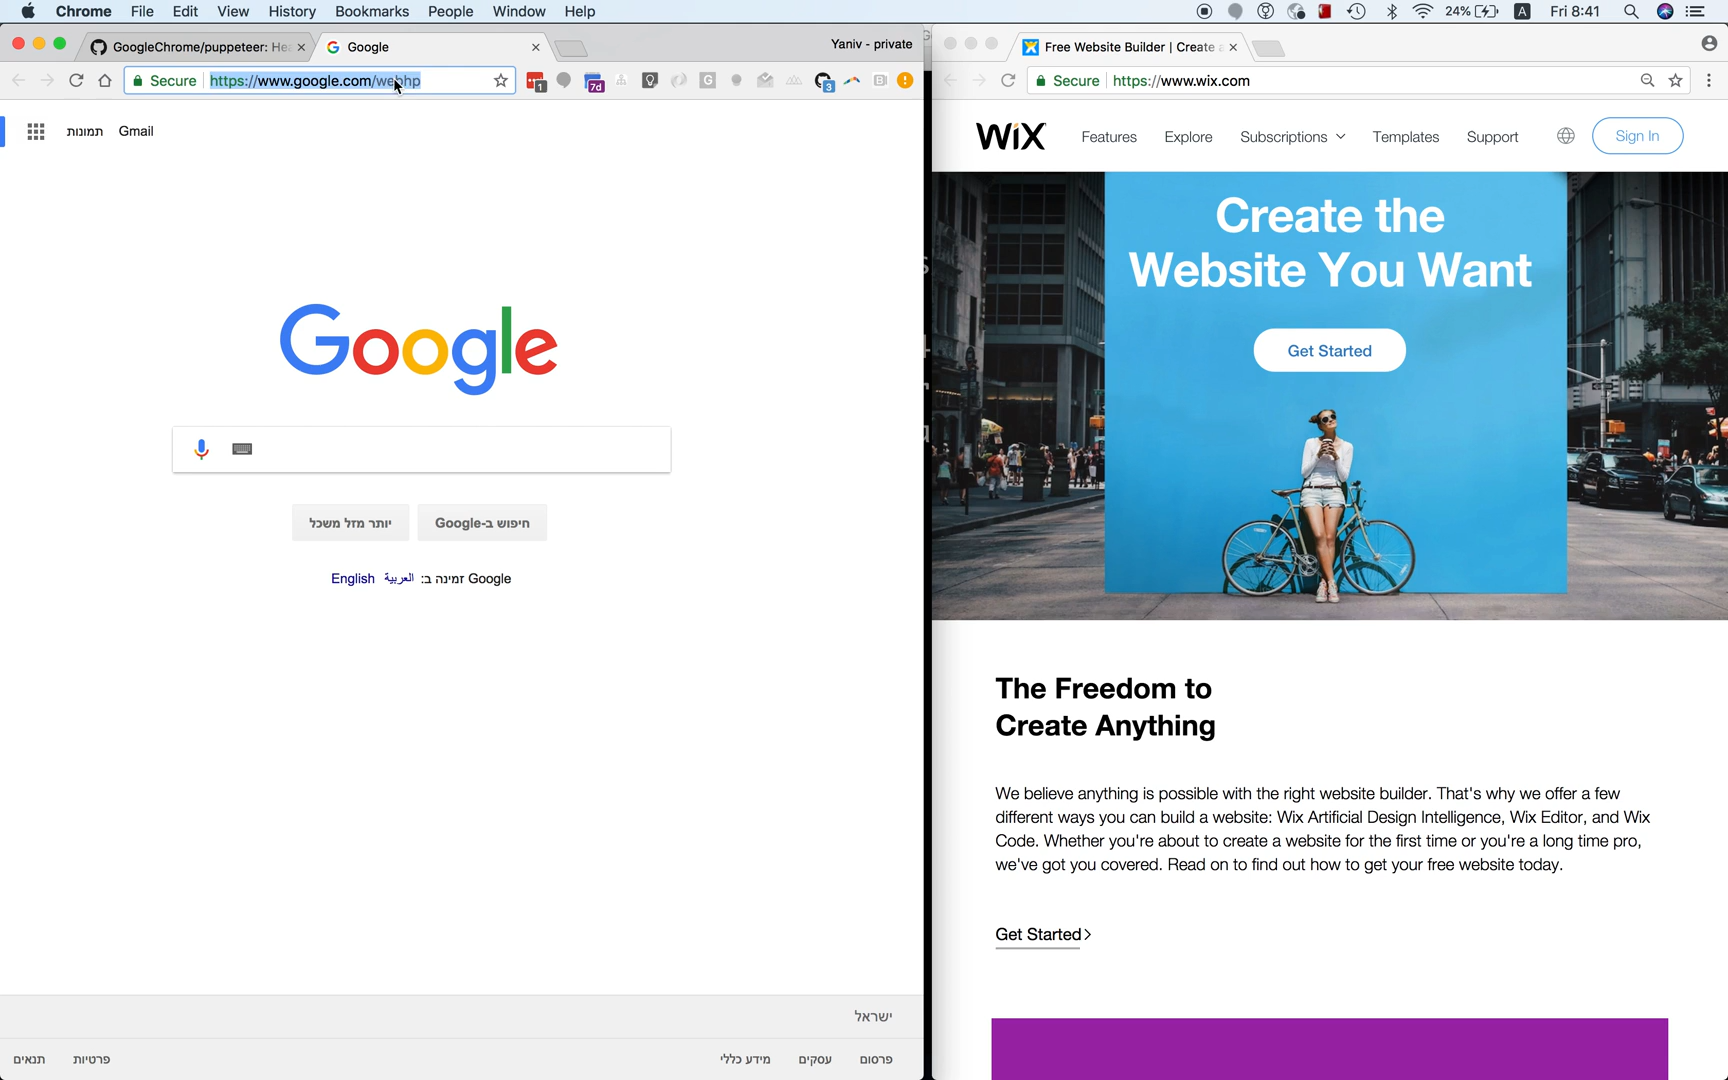 Chrome File Edit View History Bookmarks People Window Help
24% A Fri 8:41
GoogleChrome/puppeteer: He
Google
Yaniv - private
Secure https://www.google.com/webhp
1 7d G 3 B
תמונות Gmail
Google
יותר מזל משכל
חיפוש ב-Google
Google זמינה ב: العربية English
ישראל
פרסום עסקים מידע כללי
פרטיות תנאים
Free Website Builder | Create a
Secure https://www.wix.com
WiX
Features Explore Subscriptions Templates Support Sign In
Create the
Website You Want
Get Started
The Freedom to
Create Anything
We believe anything is possible with the right website builder. That's why we offer a few
different ways you can build a website: Wix Artificial Design Intelligence, Wix Editor, and Wix
Code. Whether you're about to create a website for the first time or you're a long time pro,
we've got you covered. Read on to find out how to get your free website today.
Get Started>